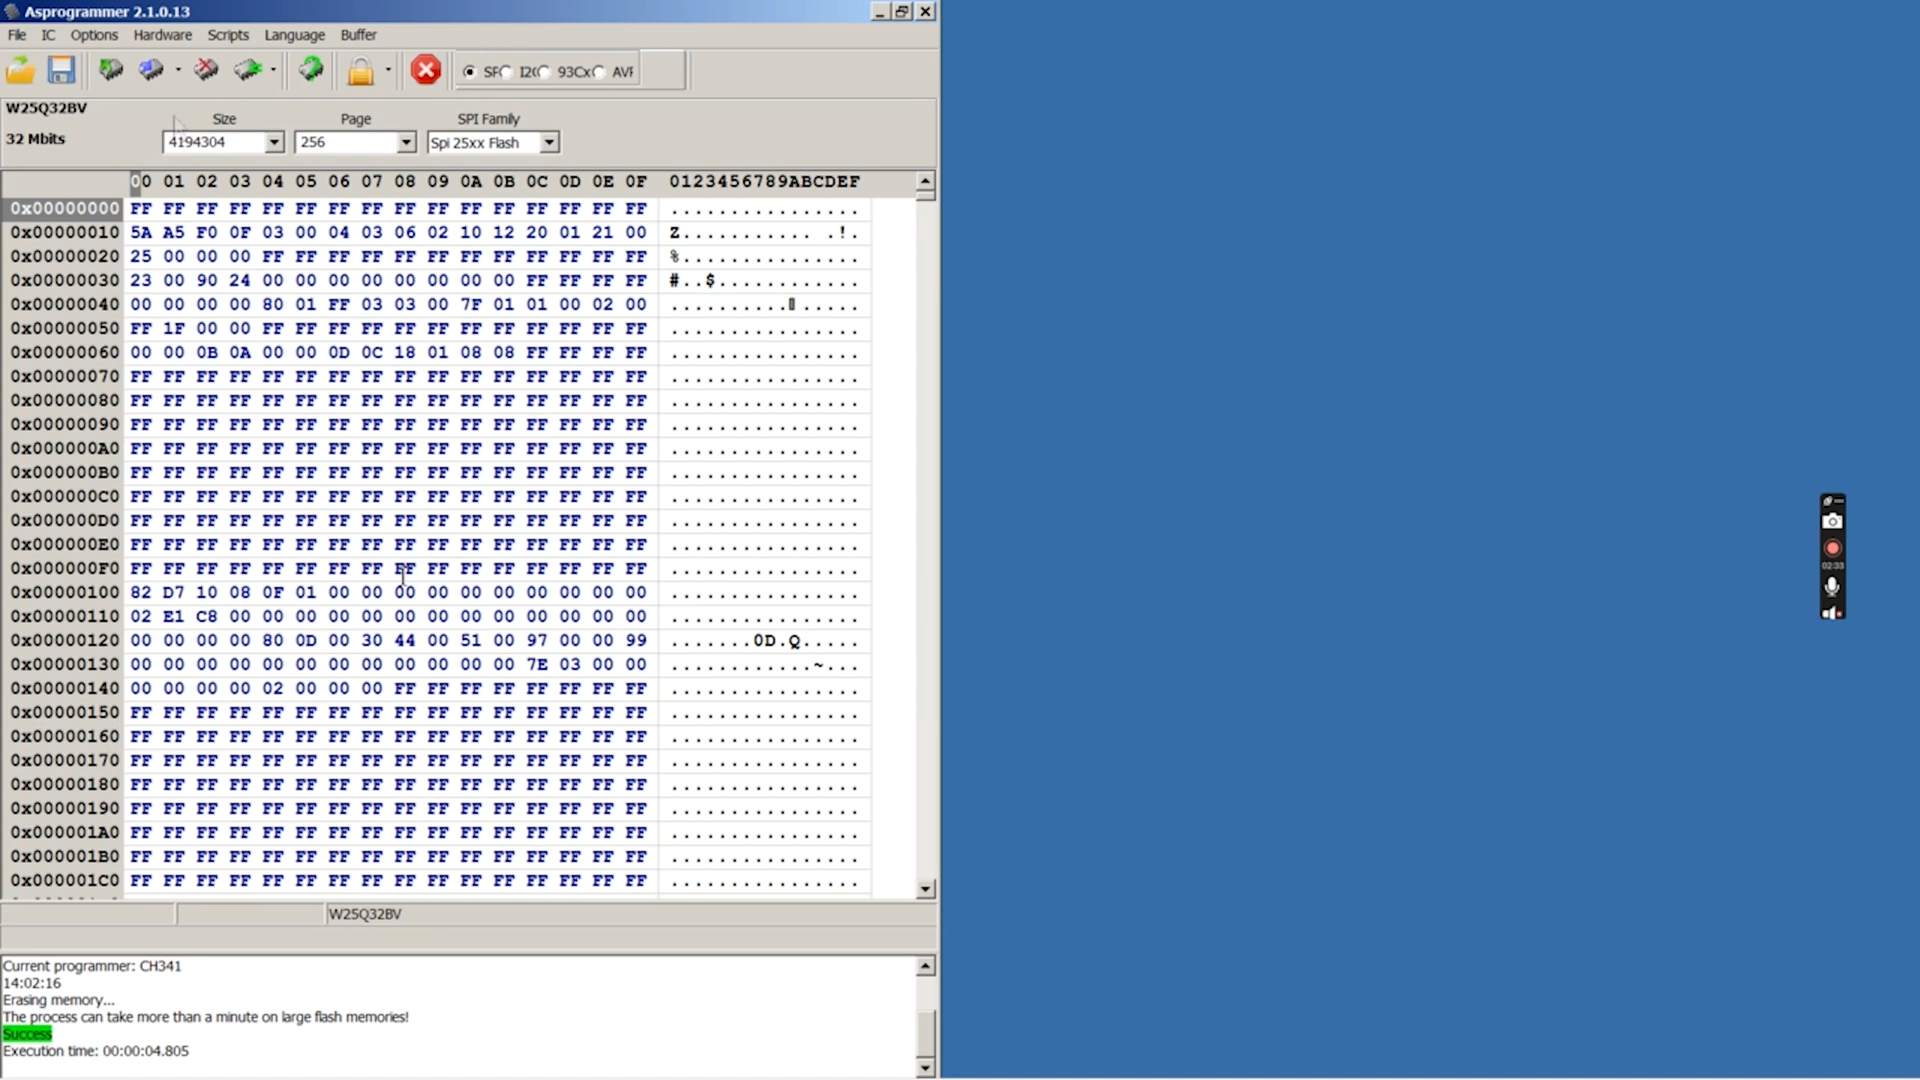 Asprogrammer 2.1.0.13
File IC Options Hardware Scripts Language Buffer
SF I2( 93Cx AVF
W25Q32BV
Size Page SPI Family
32 Mbits 4194304 256 Spi 25xx Flash
00 01 02 03 04 05 06 07 08 09 0A 0B 0C 0D 0E 0F 0123456789ABCDEF
0x00000000 FF FF FF FF FF FF FF FF FF FF FF FF FF FF FF FF ................
0x00000010 5A A5 F0 0F 03 00 04 03 06 02 10 12 20 01 21 00 Z........... .!.
0x00000020 25 00 00 00 FF FF FF FF FF FF FF FF FF FF FF FF %...............
0x00000030 23 00 90 24 00 00 00 00 00 00 00 00 FF FF FF FF #..$............
0x00000040 00 00 00 00 80 01 FF 03 03 00 7F 01 01 00 02 00 ..........▯.....
0x00000050 FF 1F 00 00 FF FF FF FF FF FF FF FF FF FF FF FF ................
0x00000060 00 00 0B 0A 00 00 0D 0C 18 01 08 08 FF FF FF FF ................
0x00000070 FF FF FF FF FF FF FF FF FF FF FF FF FF FF FF FF ................
0x00000080 FF FF FF FF FF FF FF FF FF FF FF FF FF FF FF FF ................
0x00000090 FF FF FF FF FF FF FF FF FF FF FF FF FF FF FF FF ................
0x000000A0 FF FF FF FF FF FF FF FF FF FF FF FF FF FF FF FF ................
0x000000B0 FF FF FF FF FF FF FF FF FF FF FF FF FF FF FF FF ................
0x000000C0 FF FF FF FF FF FF FF FF FF FF FF FF FF FF FF FF ................
0x000000D0 FF FF FF FF FF FF FF FF FF FF FF FF FF FF FF FF ................
0x000000E0 FF FF FF FF FF FF FF FF FF FF FF FF FF FF FF FF ................
0x000000F0 FF FF FF FF FF FF FF FF FF FF FF FF FF FF FF FF ................
0x00000100 82 D7 10 08 0F 01 00 00 00 00 00 00 00 00 00 00 ................
0x00000110 02 E1 C8 00 00 00 00 00 00 00 00 00 00 00 00 00 ................
0x00000120 00 00 00 00 80 0D 00 30 44 00 51 00 97 00 00 99 .......0D.Q.....
0x00000130 00 00 00 00 00 00 00 00 00 00 00 00 7E 03 00 00 ............~...
0x00000140 00 00 00 00 02 00 00 00 FF FF FF FF FF FF FF FF ................
0x00000150 FF FF FF FF FF FF FF FF FF FF FF FF FF FF FF FF ................
0x00000160 FF FF FF FF FF FF FF FF FF FF FF FF FF FF FF FF ................
0x00000170 FF FF FF FF FF FF FF FF FF FF FF FF FF FF FF FF ................
0x00000180 FF FF FF FF FF FF FF FF FF FF FF FF FF FF FF FF ................
0x00000190 FF FF FF FF FF FF FF FF FF FF FF FF FF FF FF FF ................
0x000001A0 FF FF FF FF FF FF FF FF FF FF FF FF FF FF FF FF ................
0x000001B0 FF FF FF FF FF FF FF FF FF FF FF FF FF FF FF FF ................
0x000001C0 FF FF FF FF FF FF FF FF FF FF FF FF FF FF FF FF ................
W25Q32BV
Current programmer: CH341
14:02:16
Erasing memory...
The process can take more than a minute on large flash memories!
Success
Execution time: 00:00:04.805
02:33